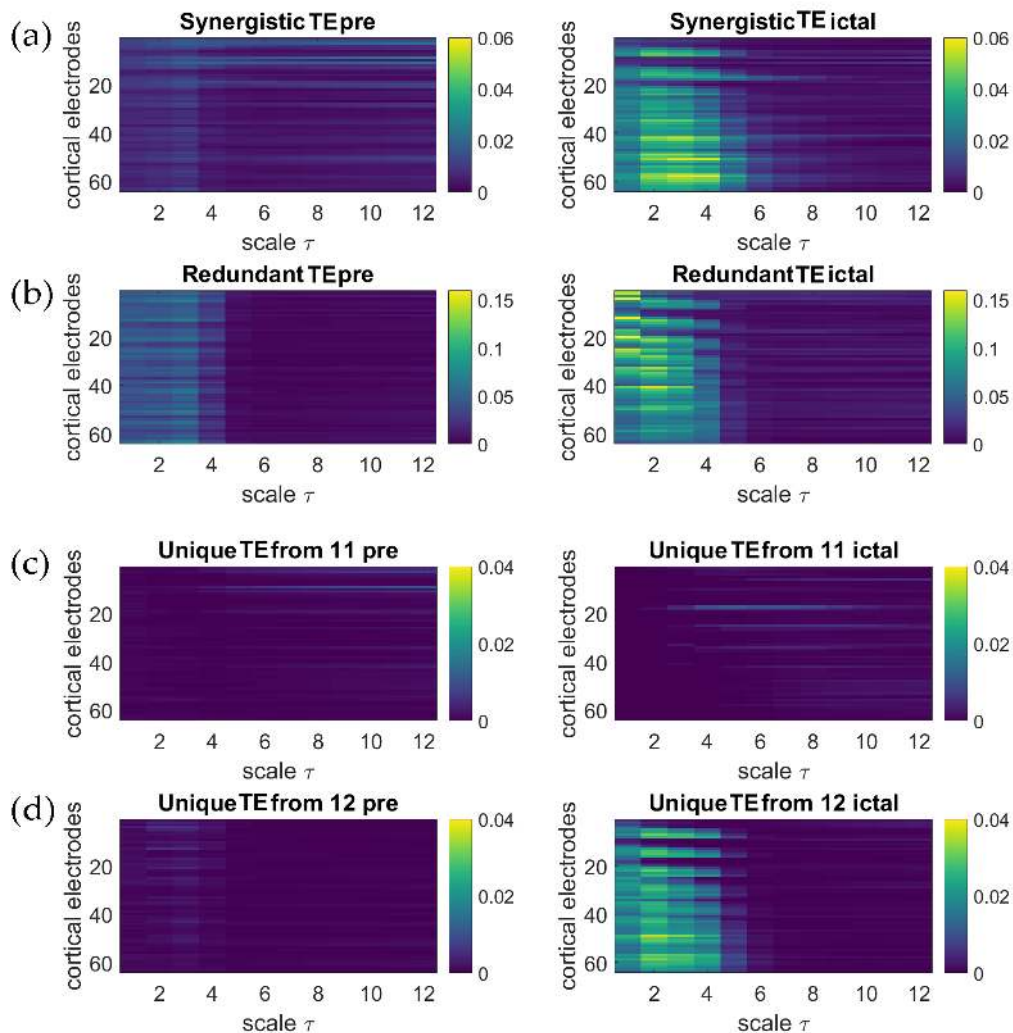 (a)
Synergistic TE pre
Synergistic TE ictal
cortical electrodes
20
40
60
2 4 6 8 10 12
scale τ
0.06
0.04
0.02
0
cortical electrodes
20
40
60
2 4 6 8 10 12
scale τ
0.06
0.04
0.02
0
(b)
Redundant TE pre
Redundant TE ictal
cortical electrodes
20
40
60
2 4 6 8 10 12
scale τ
0.15
0.1
0.05
0
cortical electrodes
20
40
60
2 4 6 8 10 12
scale τ
0.15
0.1
0.05
0
(c)
Unique TE from 11 pre
Unique TE from 11 ictal
cortical electrodes
20
40
60
2 4 6 8 10 12
scale τ
0.04
0.02
0
cortical electrodes
20
40
60
2 4 6 8 10 12
scale τ
0.04
0.02
0
(d)
Unique TE from 12 pre
Unique TE from 12 ictal
cortical electrodes
20
40
60
2 4 6 8 10 12
scale τ
0.04
0.02
0
cortical electrodes
20
40
60
2 4 6 8 10 12
scale τ
0.04
0.02
0